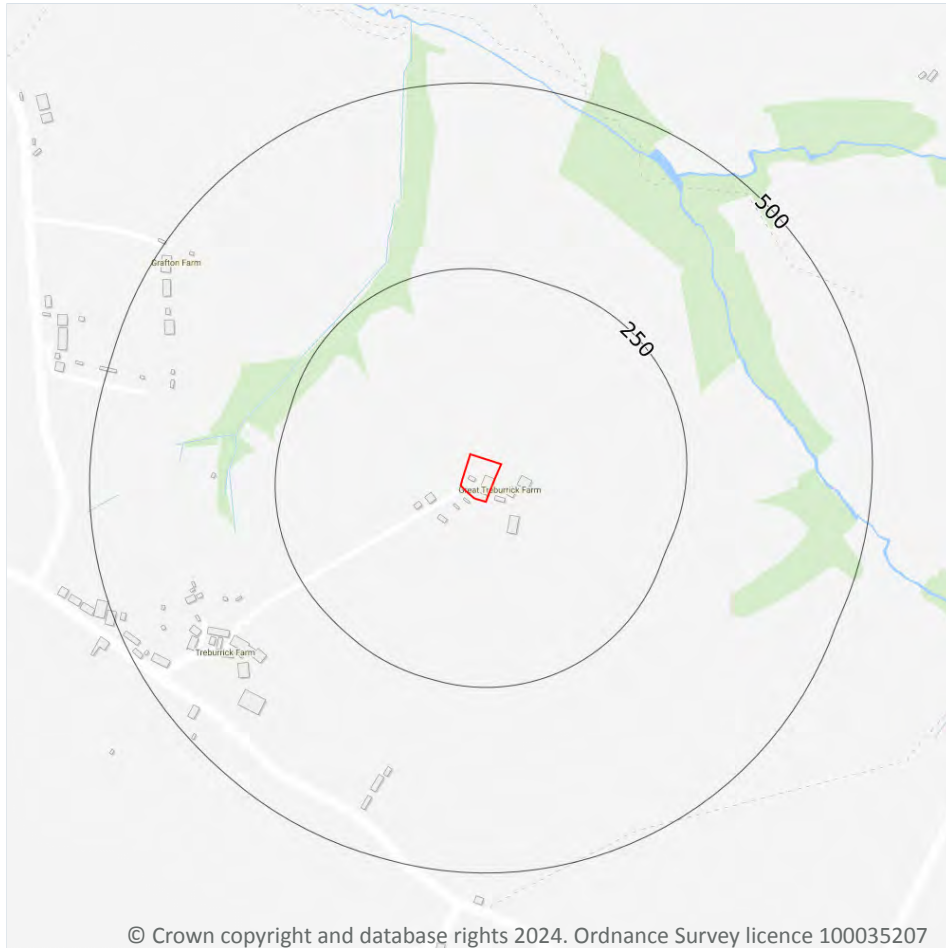 500
Grafton Farm
250
Great Treburrick Farm
Treburrick Farm
© Crown copyright and database rights 2024. Ordnance Survey licence 100035207